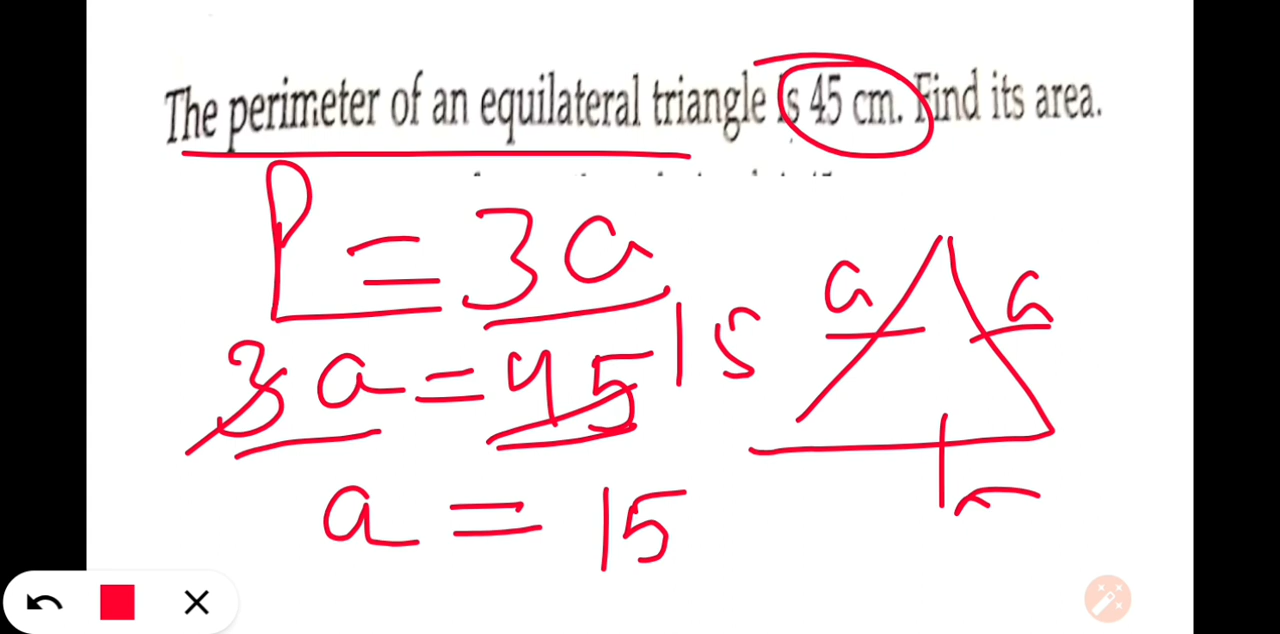 The perimeter of an equilateral triangle is 45 cm. Find its area.
P = 3a
3a = 45 15
a = 15
a
a